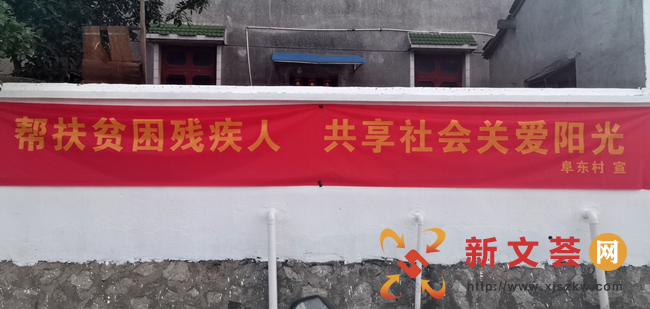 帮扶贫困残疾人 共享社会关爱阳光
阜东村 宣
新文荟网
http://www.xiszkw.com